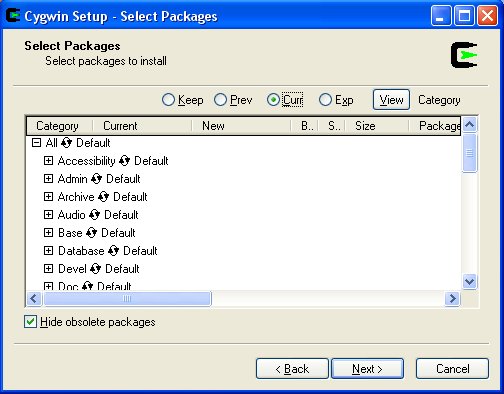 Cygwin Setup - Select Packages
Select Packages
Select packages to install
Keep Prev Curr Exp View Category
Category Current New B.. S.. Size Package
All Default
Accessibility Default
Admin Default
Archive Default
Audio Default
Base Default
Database Default
Devel Default
Doc Default
Hide obsolete packages
< Back Next > Cancel